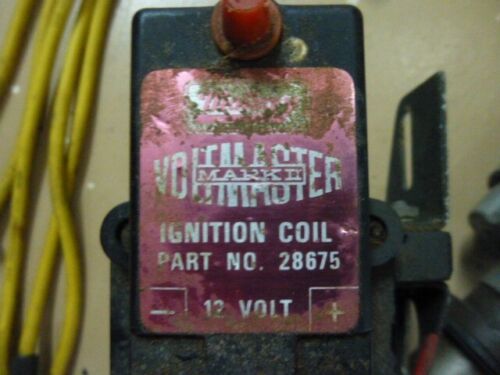 VOLTMASTER
MARK II
IGNITION COIL
PART NO. 28675
- 12 VOLT +